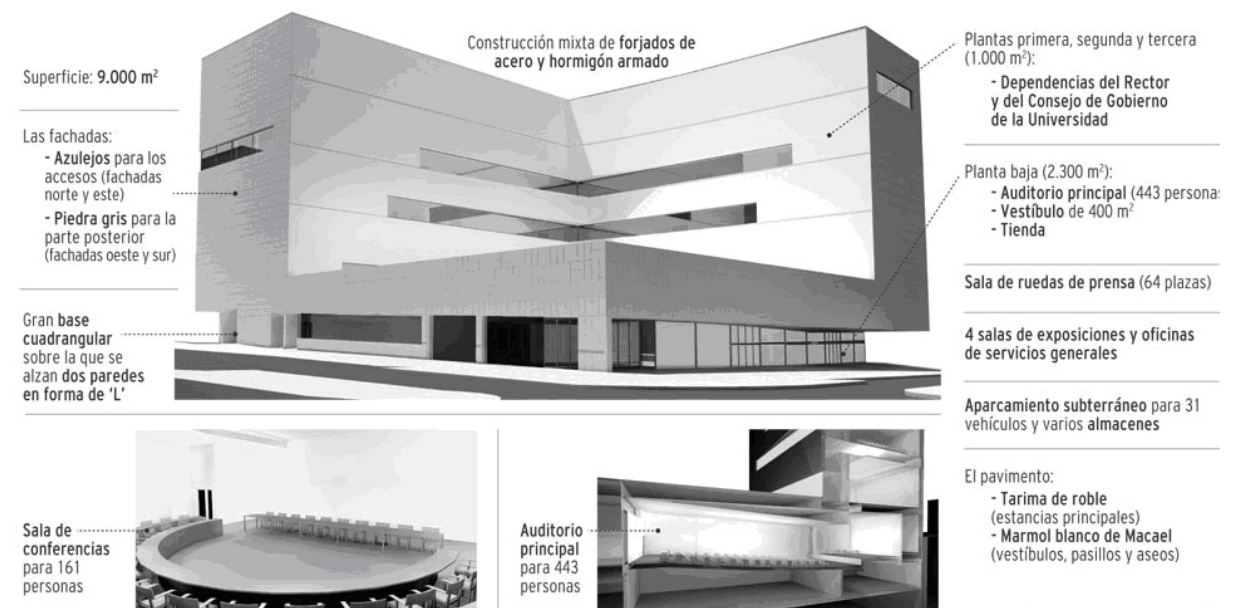 Construcción mixta de forjados de
acero y hormigón armado
Superficie: 9.000 m²
Las fachadas:
- Azulejos para los
accesos (fachadas
norte y este)
- Piedra gris para la
parte posterior
(fachadas oeste y sur)
Gran base
cuadrangular
sobre la que se
alzan dos paredes
en forma de ‘L’
Plantas primera, segunda y tercera
(1.000 m²):
- Dependencias del Rector
y del Consejo de Gobierno
de la Universidad
Planta baja (2.300 m²):
- Auditorio principal (443 persona
- Vestíbulo de 400 m²
- Tienda
Sala de ruedas de prensa (64 plazas)
4 salas de exposiciones y oficinas
de servicios generales
Aparcamiento subterráneo para 31
vehículos y varios almacenes
El pavimento:
- Tarima de roble
(estancias principales)
- Marmol blanco de Macael
(vestíbulos, pasillos y aseos)
Sala de
conferencias
para 161
personas
Auditorio
principal
para 443
personas